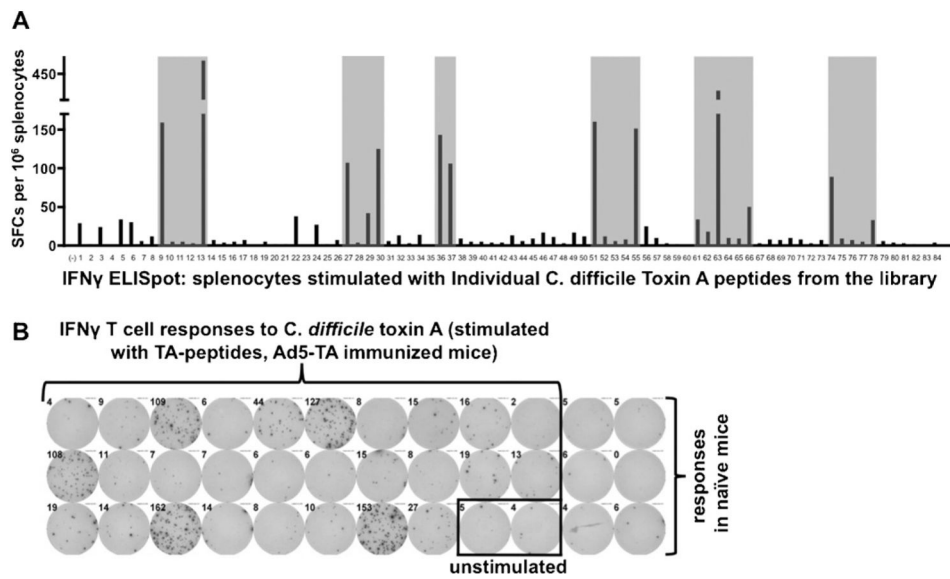 A
450
150
100
50
0
SFCs per 10⁶ splenocytes
(-) 1 2 3 4 5 6 7 8 9 10 11 12 13 14 15 16 17 18 19 20 21 22 23 24 25 26 27 28 29 30 31 32 33 34 35 36 37 38 39 40 41 42 43 44 45 46 47 48 49 50 51 52 53 54 55 56 57 58 59 60 61 62 63 64 65 66 67 68 69 70 71 72 73 74 75 76 77 78 79 80 81 82 83 84
IFNγ ELISpot: splenocytes stimulated with Individual C. difficile Toxin A peptides from the library
B
IFNγ T cell responses to C. difficile toxin A (stimulated
with TA-peptides, Ad5-TA immunized mice)
4 9 109 6 44 127 8 15 16 2 5 5
108 11 7 7 6 6 15 8 19 13 6 0
19 14 162 14 8 10 153 27 5 4 4 6
responses
in naïve mice
unstimulated